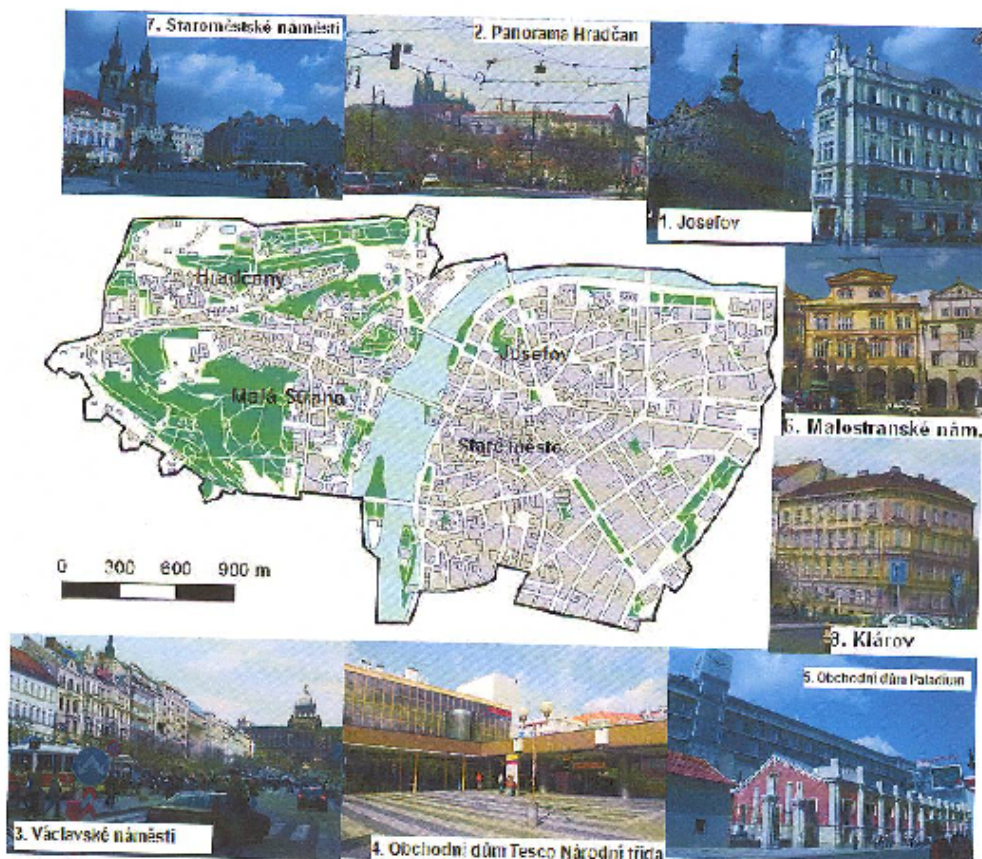 7. Staroměstské náměstí
2. Panorama Hradčan
1. Josefov
Hradčany
Josefov
Malá Strana
Staré město
6. Malostranské nám.
0 300 600 900 m
8. Klárov
5. Obchodní dům Paladium
3. Václavské náměstí
4. Obchodní dům Tesco Národní třída